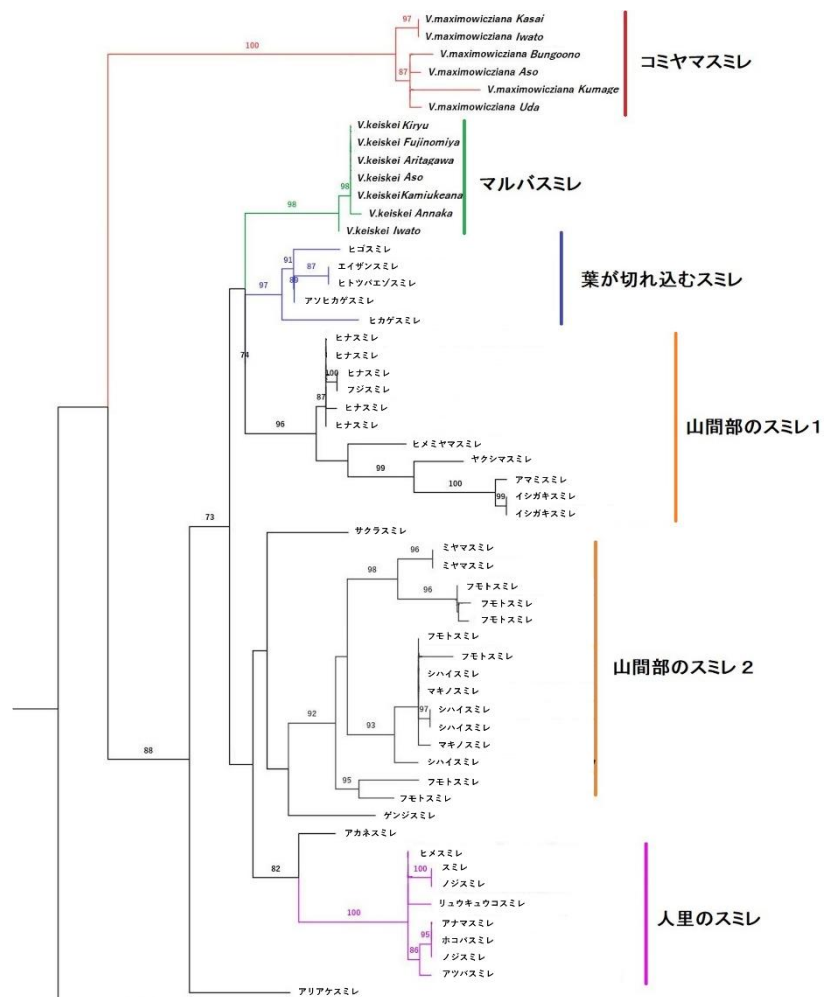 97
V.maximowicziana Kasai
V.maximowicziana Iwato
100
V.maximowicziana Bungoono
87
V.maximowicziana Aso
V.maximowicziana Kumage
V.maximowicziana Uda
コミヤマスミレ
V.keiskei Kiryu
V.keiskei Fujinomiya
V.keiskei Aritagawa
V.keiskei Aso
98
V.keiskei Kamiukeana
98
V.keiskei Annaka
V.keiskei Iwato
マルバスミレ
ヒゴスミレ
91
87
エイザンスミレ
89
ヒトツバエゾスミレ
97
アソヒカゲスミレ
ヒカゲスミレ
葉が切れ込むスミレ
ヒナスミレ
74
ヒナスミレ
100
ヒナスミレ
フジスミレ
87
ヒナスミレ
96
ヒナスミレ
ヒメミヤマスミレ
ヤクシマスミレ
99
アマミスミレ
100
99
イシガキスミレ
イシガキスミレ
山間部のスミレ1
73
サクラスミレ
96
ミヤマスミレ
ミヤマスミレ
98
フモトスミレ
96
フモトスミレ
フモトスミレ
フモトスミレ
フモトスミレ
シハイスミレ
マキノスミレ
97
シハイスミレ
92
シハイスミレ
93
マキノスミレ
シハイスミレ
95
フモトスミレ
フモトスミレ
山間部のスミレ2
88
ゲンジスミレ
アカネスミレ
82
ヒメスミレ
100
スミレ
ノジスミレ
リュウキュウコスミレ
100
アナマスミレ
95
ホコバスミレ
86
ノジスミレ
アツバスミレ
人里のスミレ
アリアケスミレ